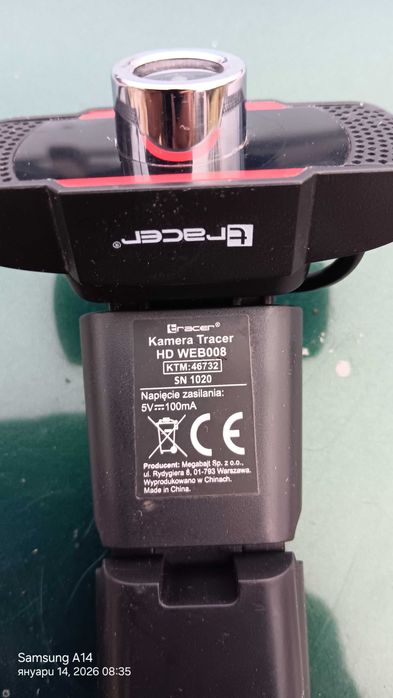 tracer®
tracer®
Kamera Tracer
HD WEB008
KTM:46732
SN 1020
Napięcie zasilania:
5V⎓100mA
CE
Producent: Megabajt Sp. z o.o.,
ul. Rydygiera 8, 01-793 Warszawa.
Wyprodukowano w Chinach.
Made in China.
Samsung A14
януари 14, 2026 08:35